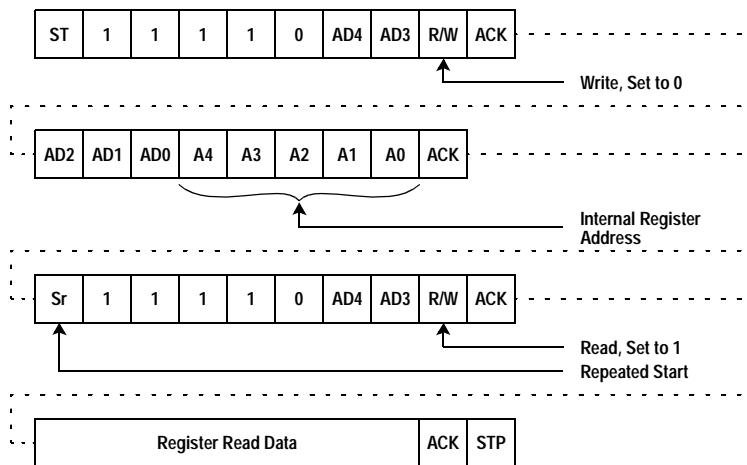 ST 1 1 1 1 0 AD4 AD3 R/W ACK
Write, Set to 0
AD2 AD1 AD0 A4 A3 A2 A1 A0 ACK
Internal Register
Address
Sr 1 1 1 1 0 AD4 AD3 R/W ACK
Read, Set to 1
Repeated Start
Register Read Data ACK STP